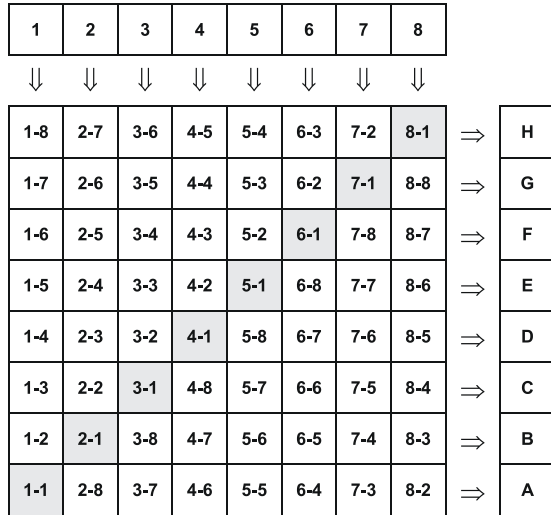 1 2 3 4 5 6 7 8
⇓ ⇓ ⇓ ⇓ ⇓ ⇓ ⇓ ⇓
1-8 2-7 3-6 4-5 5-4 6-3 7-2 8-1 ⇒ H
1-7 2-6 3-5 4-4 5-3 6-2 7-1 8-8 ⇒ G
1-6 2-5 3-4 4-3 5-2 6-1 7-8 8-7 ⇒ F
1-5 2-4 3-3 4-2 5-1 6-8 7-7 8-6 ⇒ E
1-4 2-3 3-2 4-1 5-8 6-7 7-6 8-5 ⇒ D
1-3 2-2 3-1 4-8 5-7 6-6 7-5 8-4 ⇒ C
1-2 2-1 3-8 4-7 5-6 6-5 7-4 8-3 ⇒ B
1-1 2-8 3-7 4-6 5-5 6-4 7-3 8-2 ⇒ A